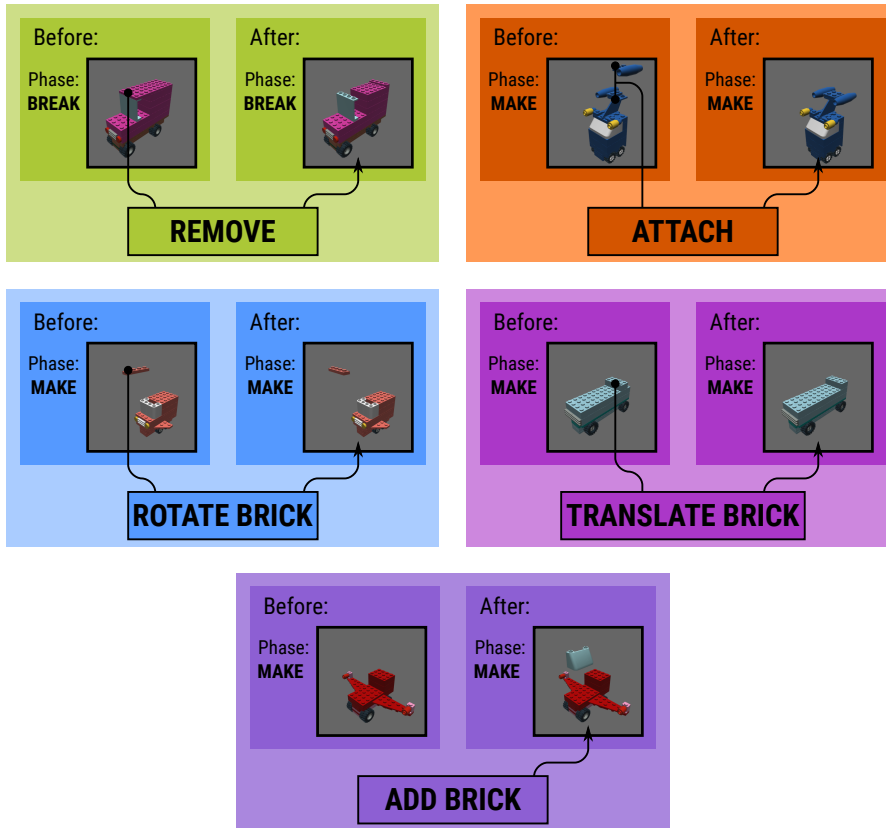 Before:
Phase:
BREAK
After:
Phase:
BREAK
REMOVE
Before:
Phase:
MAKE
After:
Phase:
MAKE
ATTACH
Before:
Phase:
MAKE
After:
Phase:
MAKE
ROTATE BRICK
Before:
Phase:
MAKE
After:
Phase:
MAKE
TRANSLATE BRICK
Before:
Phase:
MAKE
After:
Phase:
MAKE
ADD BRICK